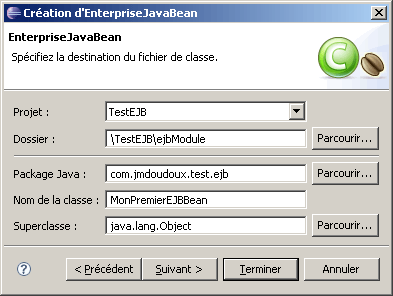 Création d'EnterpriseJavaBean
EnterpriseJavaBean
Spécifiez la destination du fichier de classe.
C
Projet : TestEJB
Dossier : \TestEJB\ejbModule Parcourir...
Package Java : com.jmdoudoux.test.ejb Parcourir...
Nom de la classe : MonPremierEJBBean
Superclasse : java.lang.Object Parcourir...
? < Précédent Suivant > Terminer Annuler